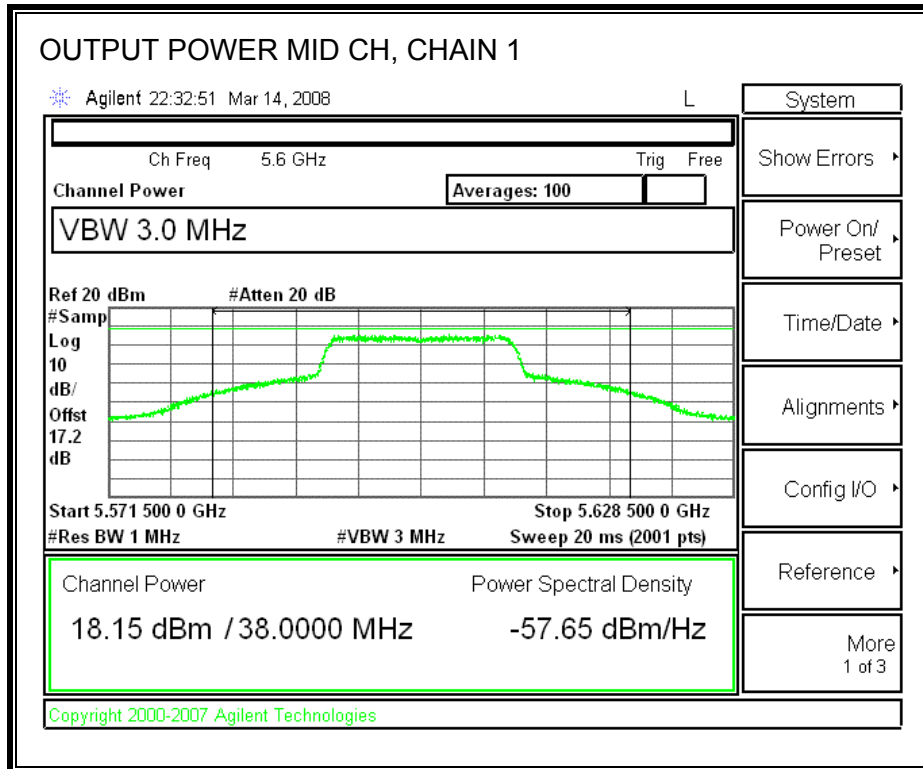 OUTPUT POWER MID CH, CHAIN 1
Agilent 22:32:51 Mar 14, 2008 L
System
Ch Freq 5.6 GHz Trig Free
Show Errors
Channel Power Averages: 100
VBW 3.0 MHz
Power On/
Preset
Ref 20 dBm #Atten 20 dB
#Samp
Log
10
dB/
Offst
17.2
dB
Time/Date
Alignments
Config I/O
Start 5.571 500 0 GHz Stop 5.628 500 0 GHz
#Res BW 1 MHz #VBW 3 MHz Sweep 20 ms (2001 pts)
Channel Power Power Spectral Density
Reference
18.15 dBm / 38.0000 MHz -57.65 dBm/Hz
More
1 of 3
Copyright 2000-2007 Agilent Technologies